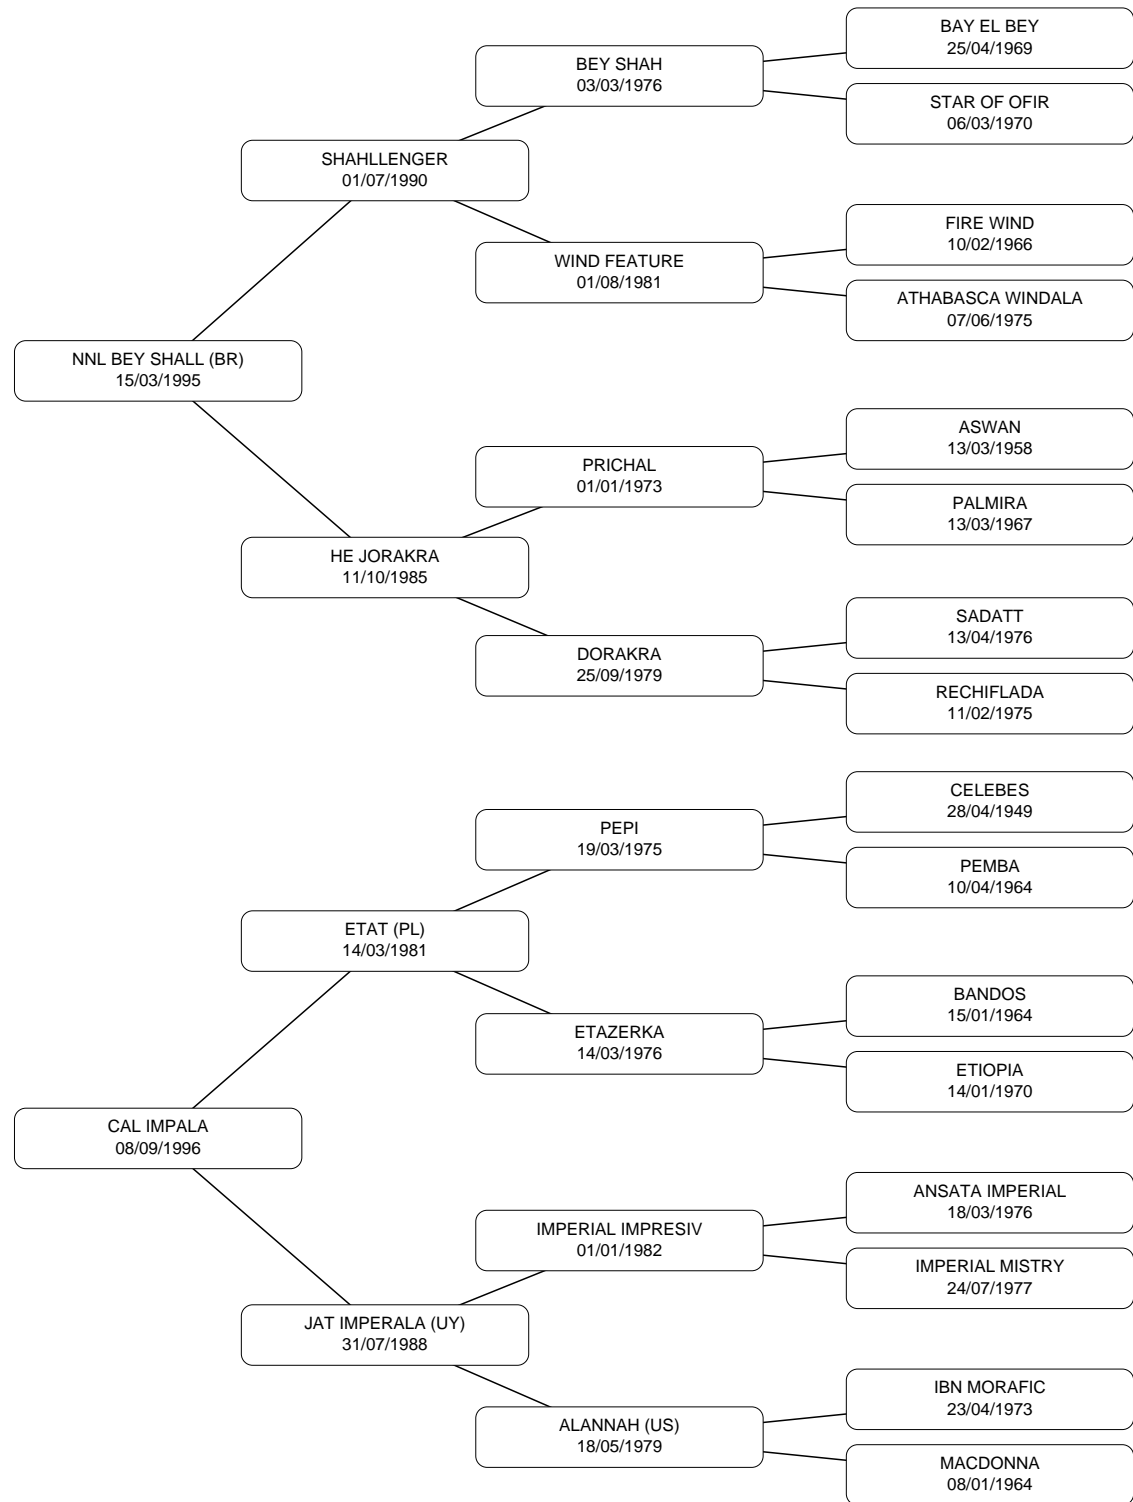 BAY EL BEY
25/04/1969
BEY SHAH
03/03/1976
STAR OF OFIR
06/03/1970
SHAHLLENGER
01/07/1990
FIRE WIND
10/02/1966
WIND FEATURE
01/08/1981
ATHABASCA WINDALA
07/06/1975
NNL BEY SHALL (BR)
15/03/1995
ASWAN
13/03/1958
PRICHAL
01/01/1973
PALMIRA
13/03/1967
HE JORAKRA
11/10/1985
SADATT
13/04/1976
DORAKRA
25/09/1979
RECHIFLADA
11/02/1975
CELEBES
28/04/1949
PEPI
19/03/1975
PEMBA
10/04/1964
ETAT (PL)
14/03/1981
BANDOS
15/01/1964
ETAZERKA
14/03/1976
ETIOPIA
14/01/1970
CAL IMPALA
08/09/1996
ANSATA IMPERIAL
18/03/1976
IMPERIAL IMPRESIV
01/01/1982
IMPERIAL MISTRY
24/07/1977
JAT IMPERALA (UY)
31/07/1988
IBN MORAFIC
23/04/1973
ALANNAH (US)
18/05/1979
MACDONNA
08/01/1964